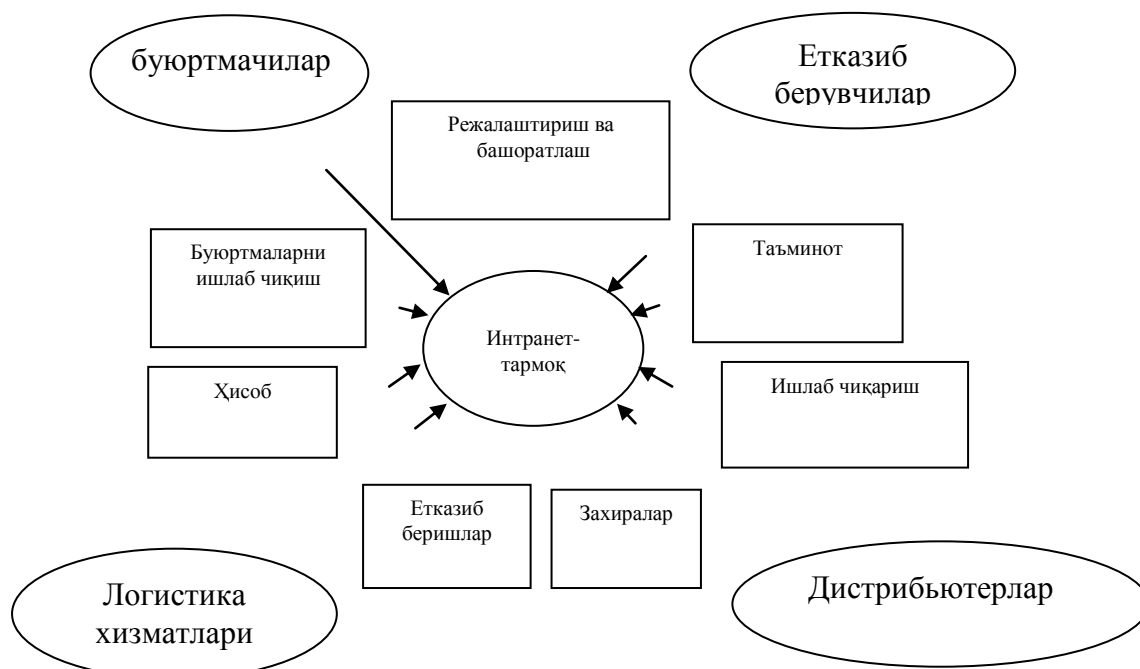 буюртмачилар
Етказиб
берувчилар
Режалаштириш ва
башоратлаш
Буюртмаларни
ишлаб чиқиш
Таъминот
Интранет-
тармоқ
Ҳисоб
Ишлаб чиқариш
Етказиб
беришлар
Захиралар
Логистика
хизматлари
Дистрибьютерлар